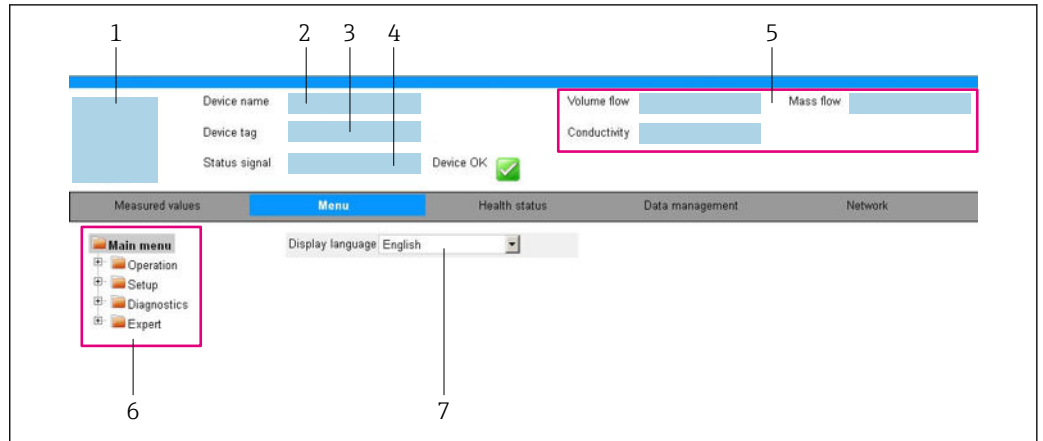 1 2 3 4 5
Device name
Volume flow Mass flow
Device tag
Conductivity
Status signal Device OK
Measured values Menu Health status Data management Network
Main menu
Display language English
Operation
Setup
Diagnostics
Expert
6 7